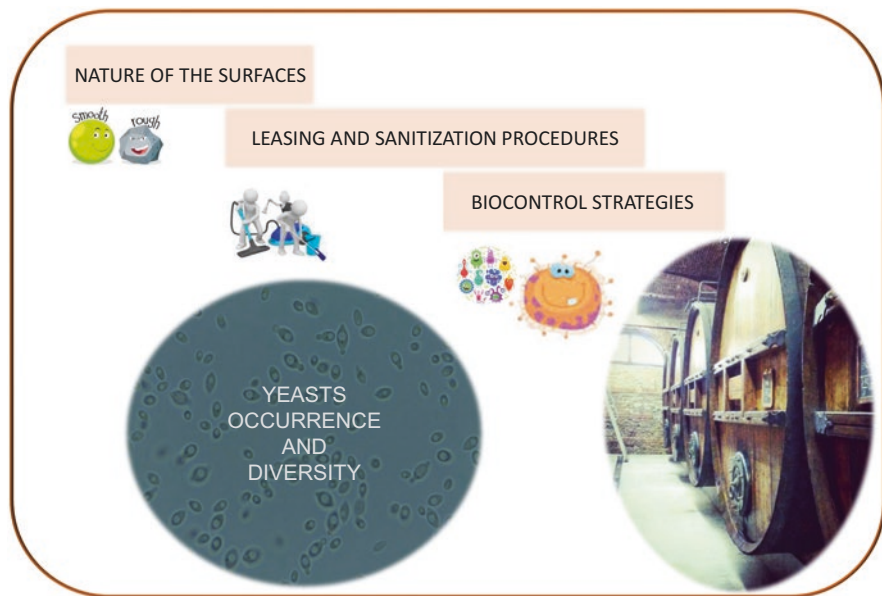 NATURE OF THE SURFACES
smooth rough
LEASING AND SANITIZATION PROCEDURES
BIOCONTROL STRATEGIES
YEASTS
OCCURRENCE
AND
DIVERSITY